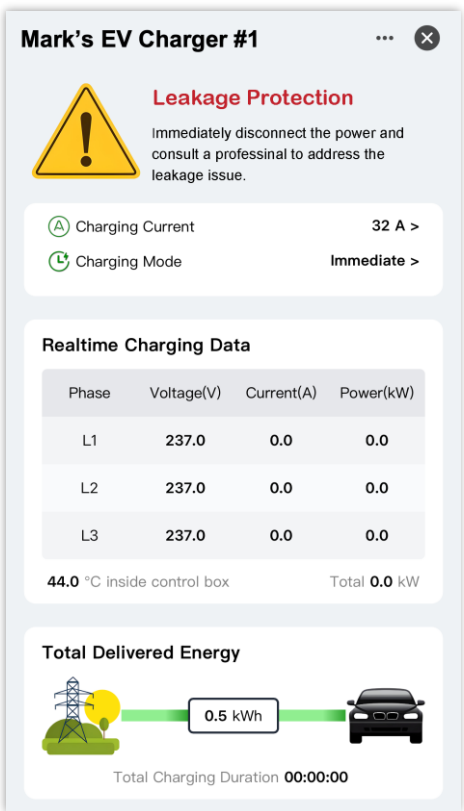 Mark's EV Charger #1
Leakage Protection
Immediately disconnect the power and
consult a professinal to address the
leakage issue.
A Charging Current 32 A >
Charging Mode Immediate >
Realtime Charging Data
Phase Voltage(V) Current(A) Power(kW)
L1 237.0 0.0 0.0
L2 237.0 0.0 0.0
L3 237.0 0.0 0.0
44.0 °C inside control box Total 0.0 kW
Total Delivered Energy
0.5 kWh
Total Charging Duration 00:00:00